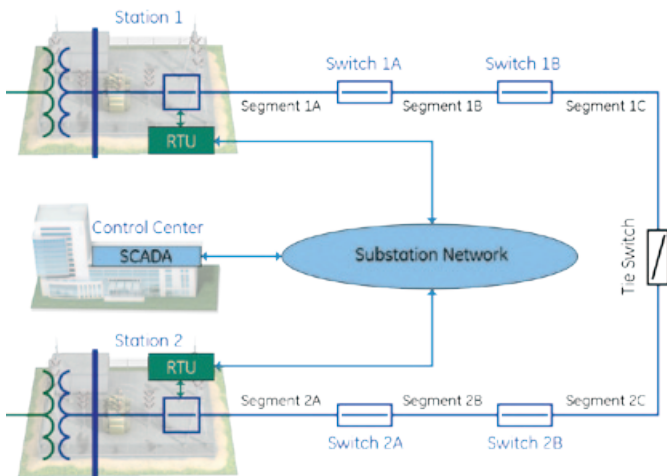 Station 1
Switch 1A
Switch 1B
Segment 1A
Segment 1B
Segment 1C
RTU
Control Center
SCADA
Substation Network
Tie Switch
Station 2
RTU
Segment 2A
Segment 2B
Segment 2C
Switch 2A
Switch 2B